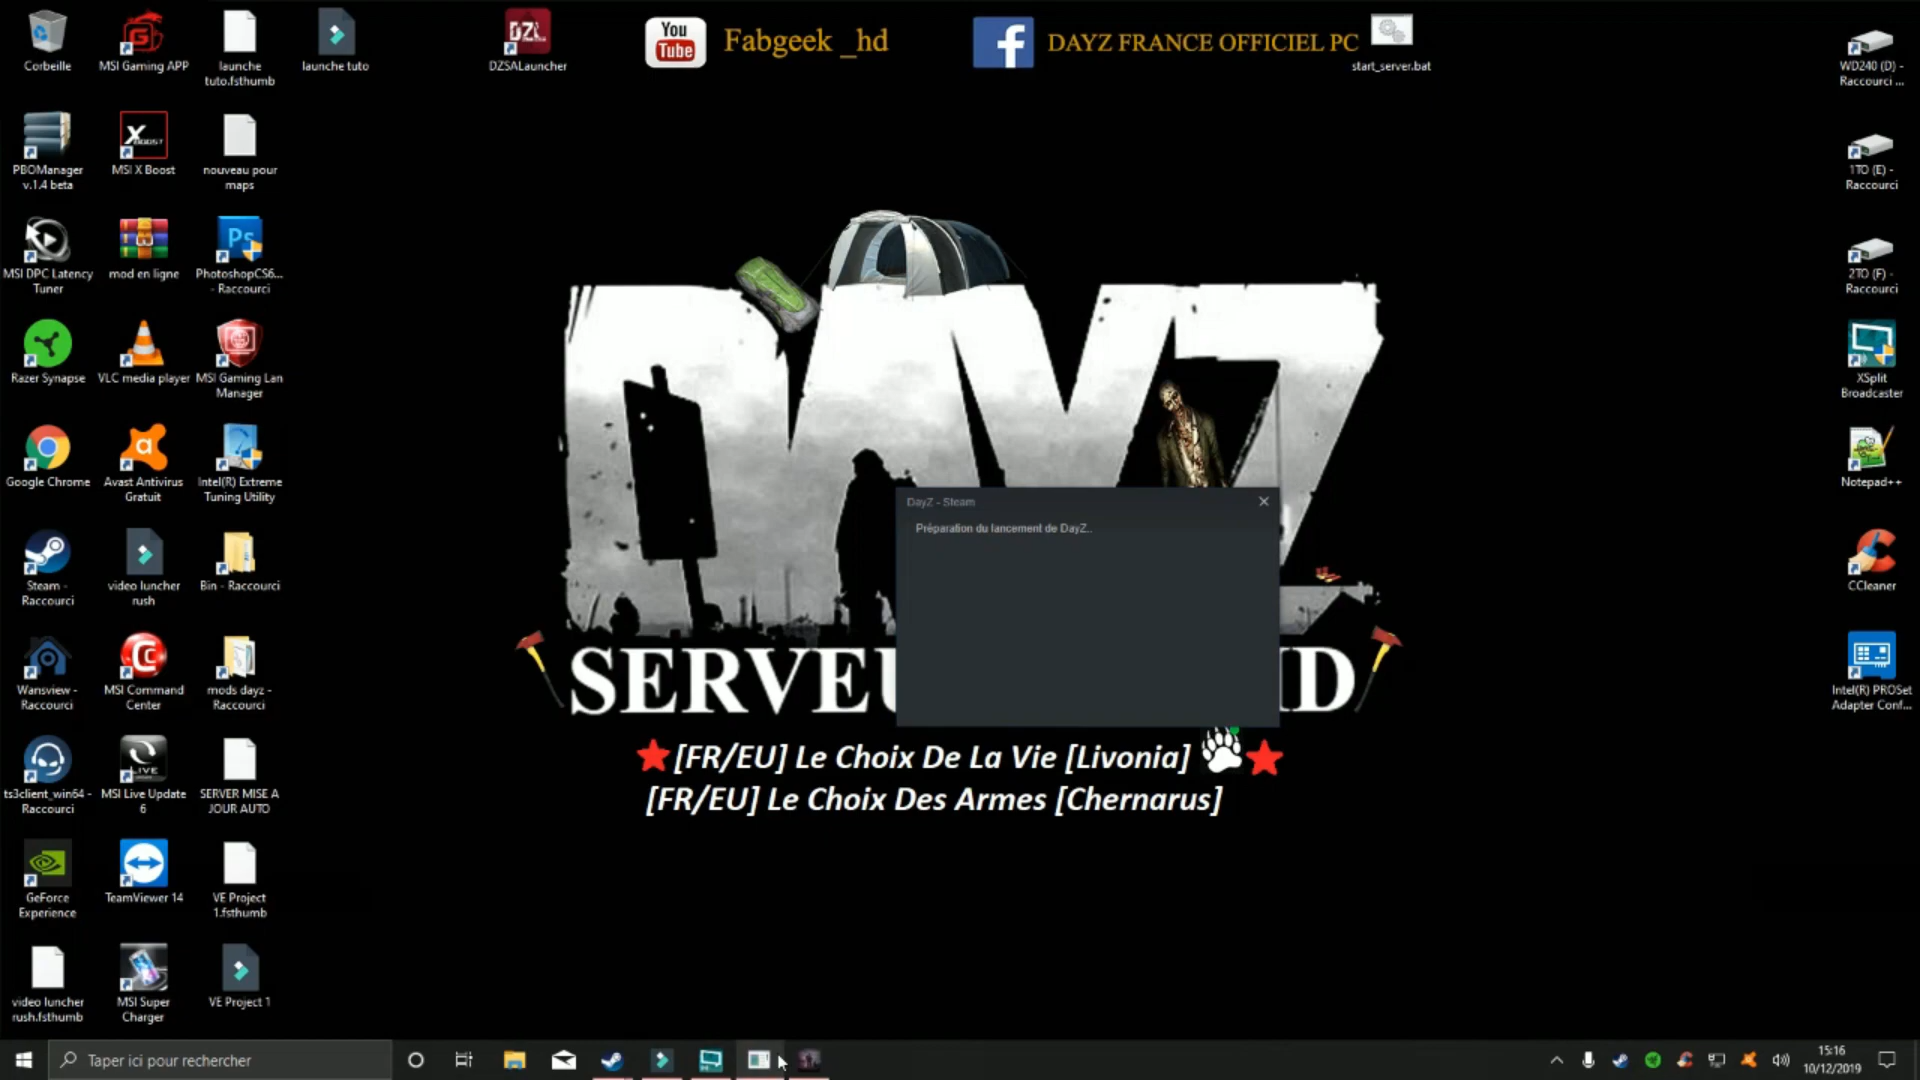 Corbeille
MSI Gaming APP
launche
tuto.fsthumb
launche tuto
DZL
DZSALauncher
You
Tube
Fabgeek _hd
DAYZ FRANCE OFFICIEL PC
start_server.bat
WD240 (D) -
Raccourci ...
PBOManager
v.1.4 beta
X BOOST
MSI X Boost
nouveau pour
maps
1TO (E) -
Raccourci
MSI DPC Latency
Tuner
mod en ligne
Ps
PhotoshopCS6...
- Raccourci
2TO (F) -
Raccourci
DAYZ
Razer Synapse
VLC media player
MSI Gaming Lan
Manager
XSplit
Broadcaster
Google Chrome
Avast Antivirus
Gratuit
Intel(R) Extreme
Tuning Utility
Notepad++
DayZ - Steam
Préparation du lancement de DayZ..
Steam -
Raccourci
video luncher
rush
Bin - Raccourci
CCleaner
Wansview -
Raccourci
MSI Command
Center
mods dayz -
Raccourci
SERVEU
HD
Intel(R) PROSet
Adapter Conf...
[FR/EU] Le Choix De La Vie [Livonia]
[FR/EU] Le Choix Des Armes [Chernarus]
ts3client_win64 -
Raccourci
LIVE
MSI Live Update
6
SERVER MISE A
JOUR AUTO
GeForce
Experience
TeamViewer 14
VE Project
1.fsthumb
video luncher
rush.fsthumb
MSI Super
Charger
VE Project 1
Taper ici pour rechercher
15:16
10/12/2019